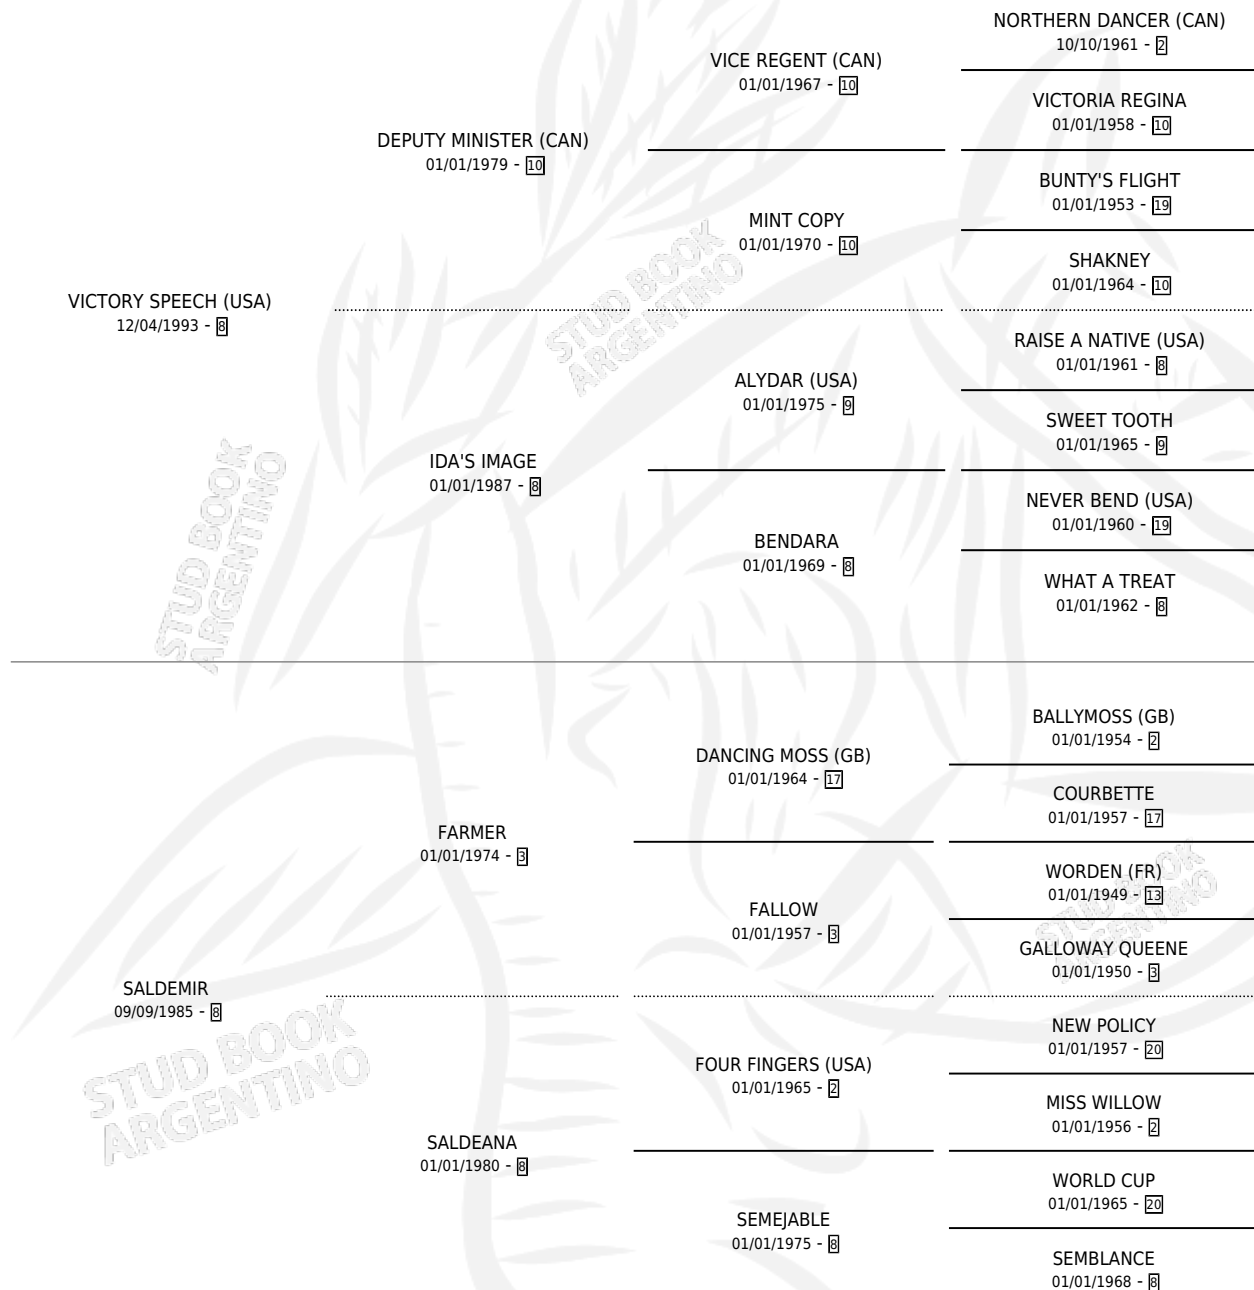 NORTHERN DANCER (CAN)
10/10/1961 - 2
VICE REGENT (CAN)
01/01/1967 - 10
VICTORIA REGINA
01/01/1958 - 10
DEPUTY MINISTER (CAN)
01/01/1979 - 10
BUNTY'S FLIGHT
01/01/1953 - 19
MINT COPY
01/01/1970 - 10
SHAKNEY
01/01/1964 - 10
VICTORY SPEECH (USA)
12/04/1993 - 8
STUD BOOK
ARGENTINO
RAISE A NATIVE (USA)
01/01/1961 - 8
ALYDAR (USA)
01/01/1975 - 9
SWEET TOOTH
01/01/1965 - 9
IDA'S IMAGE
01/01/1987 - 8
NEVER BEND (USA)
01/01/1960 - 19
BENDARA
01/01/1969 - 8
WHAT A TREAT
01/01/1962 - 8
STUD BOOK
ARGENTINO
BALLYMOSS (GB)
01/01/1954 - 2
DANCING MOSS (GB)
01/01/1964 - 17
COURBETTE
01/01/1957 - 17
FARMER
01/01/1974 - 3
WORDEN (FR)
01/01/1949 - 13
FALLOW
01/01/1957 - 3
STUD BOOK
ARGENTINO
GALLOWAY QUEENE
01/01/1950 - 3
SALDEMIR
09/09/1985 - 8
STUD BOOK
ARGENTINO
NEW POLICY
01/01/1957 - 20
FOUR FINGERS (USA)
01/01/1965 - 2
MISS WILLOW
01/01/1956 - 2
SALDEANA
01/01/1980 - 8
WORLD CUP
01/01/1965 - 20
SEMEJABLE
01/01/1975 - 8
SEMBLANCE
01/01/1968 - 8